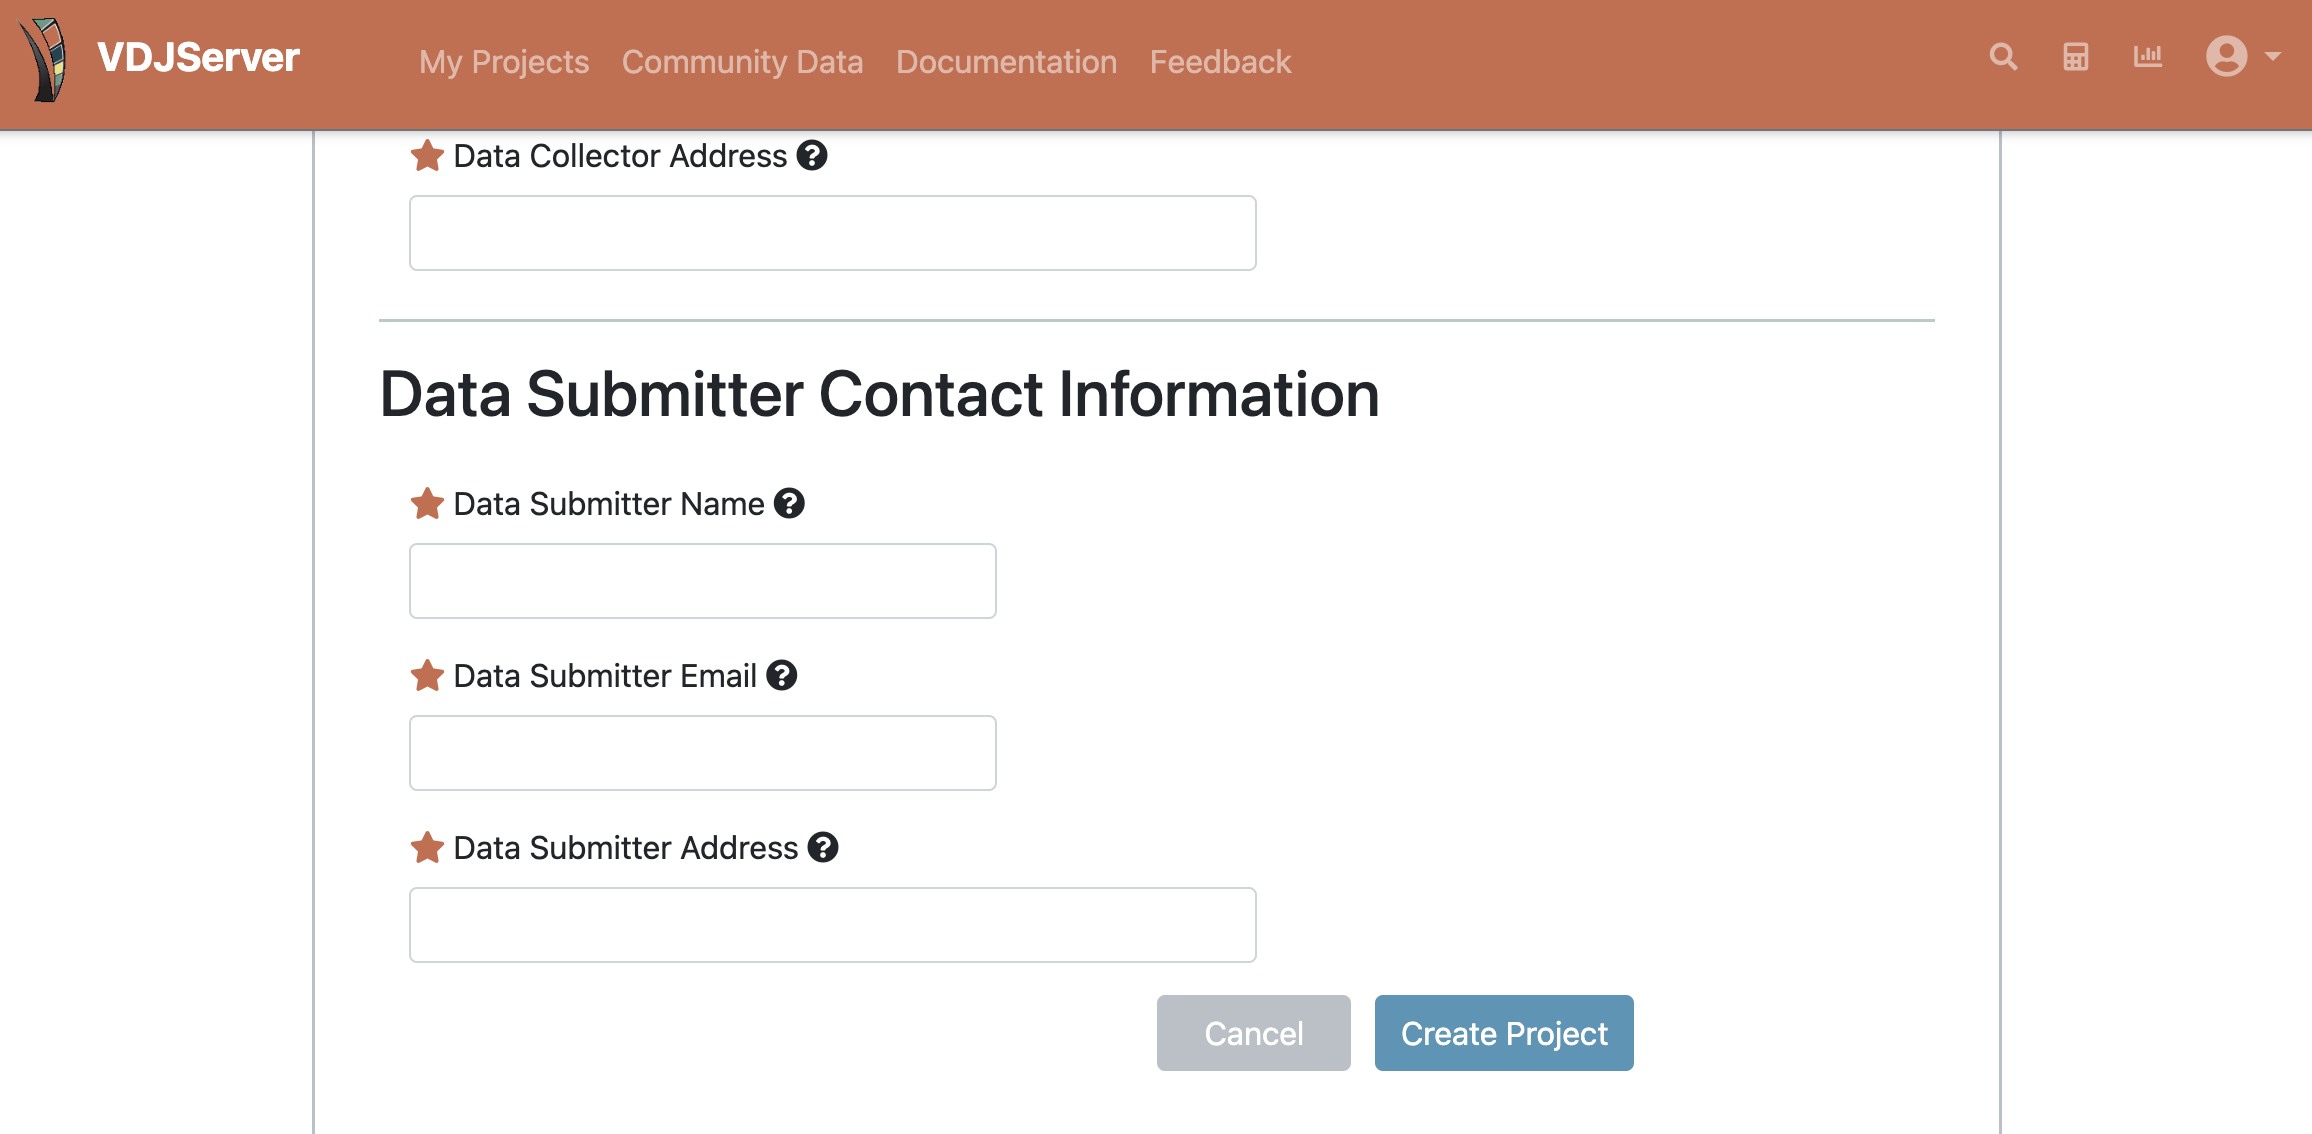 VDJServer
My Projects Community Data Documentation Feedback
Data Collector Address
Data Submitter Contact Information
Data Submitter Name
Data Submitter Email
Data Submitter Address
Cancel Create Project